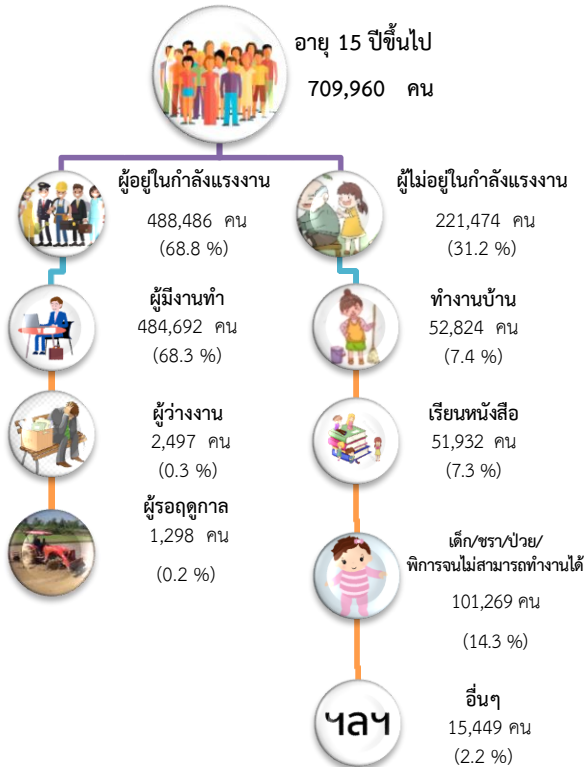 อายุ 15 ปีขึ้นไป
709,960 คน
ผู้อยู่ในกำลังแรงงาน
488,486 คน
(68.8 %)
ผู้มีงานทำ
484,692 คน
(68.3 %)
ผู้ว่างงาน
2,497 คน
(0.3 %)
ผู้รอฤดูกาล
1,298 คน
(0.2 %)
ผู้ไม่อยู่ในกำลังแรงงาน
221,474 คน
(31.2 %)
ทำงานบ้าน
52,824 คน
(7.4 %)
เรียนหนังสือ
51,932 คน
(7.3 %)
เด็ก/ชรา/ป่วย/
พิการจนไม่สามารถทำงานได้
101,269 คน
(14.3 %)
ฯลฯ
อื่นๆ
15,449 คน
(2.2 %)